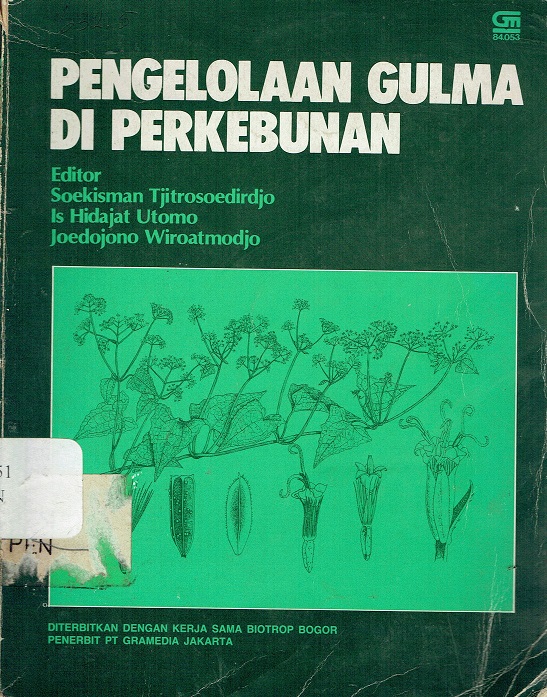 GM
84.053
PENGELOLAAN GULMA
DI PERKEBUNAN
Editor
Soekisman Tjitrosoedirdjo
Is Hidajat Utomo
Joedojono Wiroatmodjo
51
N
PEN
DITERBITKAN DENGAN KERJA SAMA BIOTROP BOGOR
PENERBIT PT GRAMEDIA JAKARTA